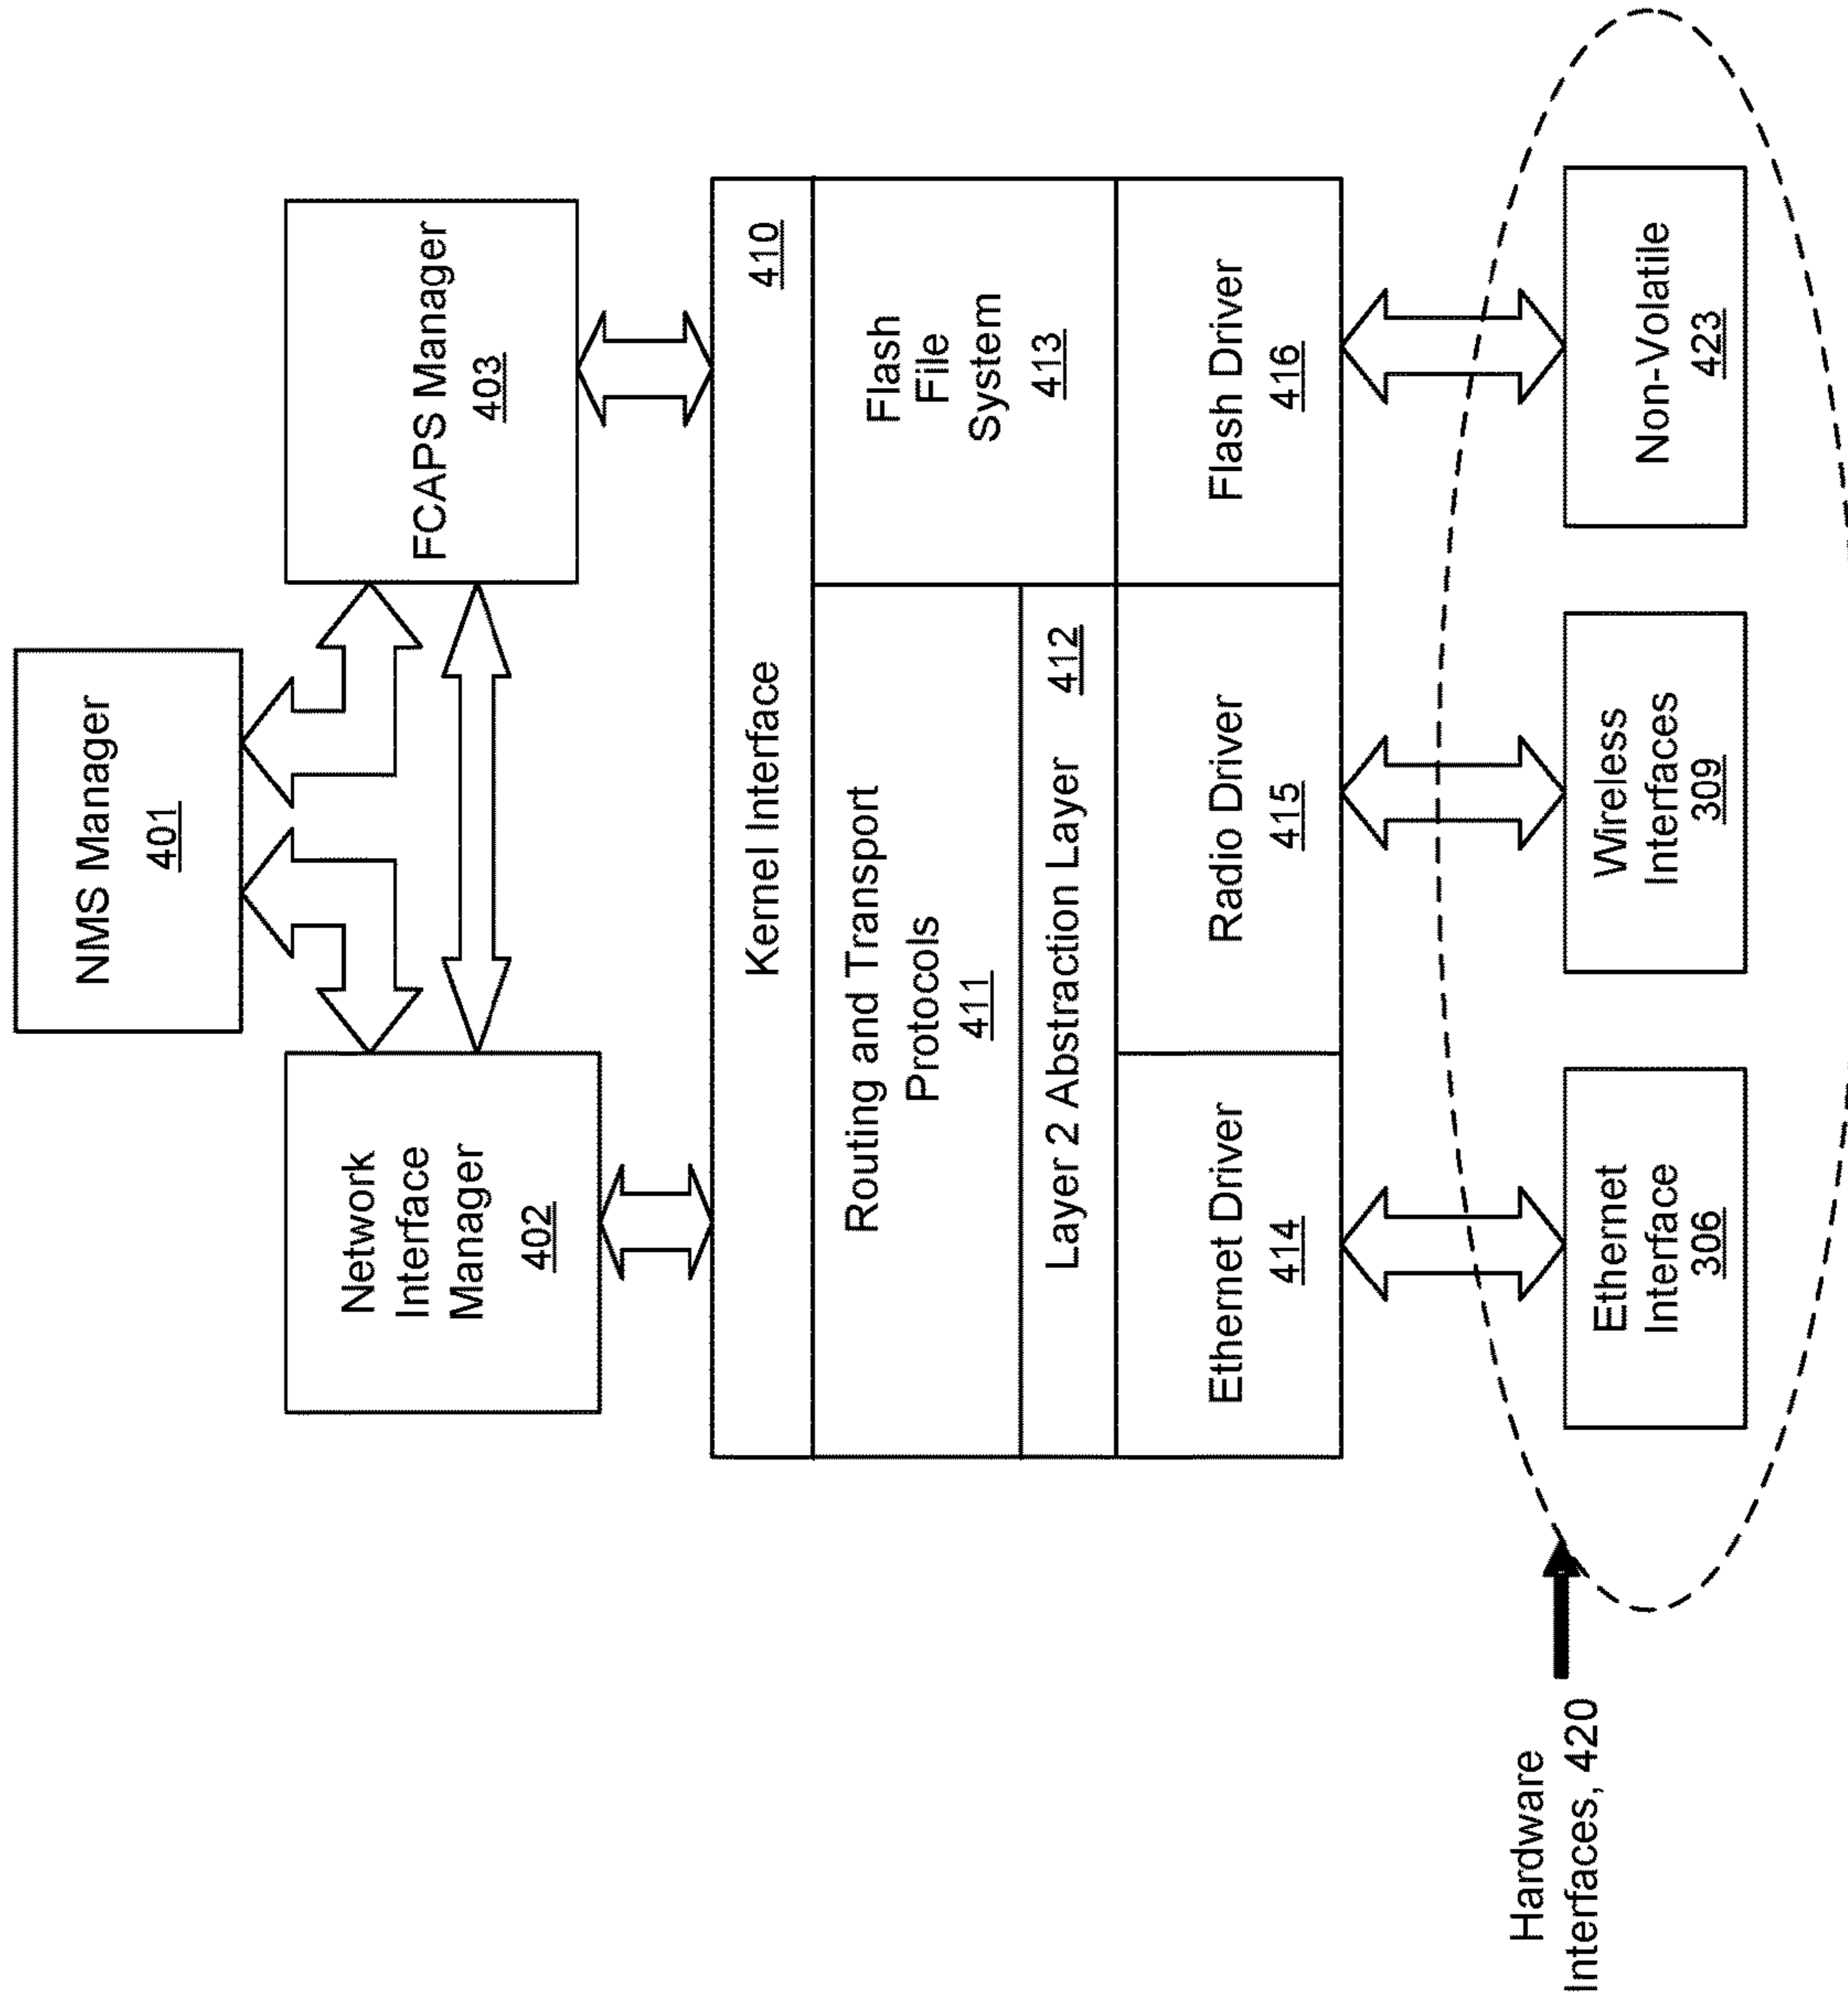 NMS Manager
401
Network
Interface
Manager
402
FCAPS Manager
403
Kernel Interface
410
Routing and Transport
Protocols
411
Flash
File
System
413
Layer 2 Abstraction Layer
412
Ethernet Driver
414
Radio Driver
415
Flash Driver
416
Hardware
Interfaces, 420
Ethernet
Interface
306
Wireless
Interfaces
309
Non-Volatile
423